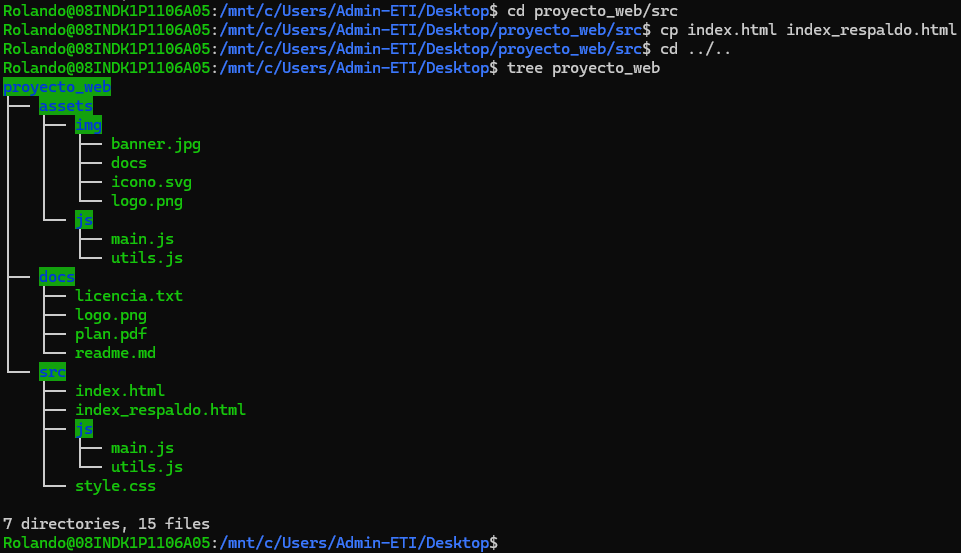 Rolando@08INDK1P1106A05:/mnt/c/Users/Admin-ETI/Desktop$ cd proyecto_web/src
Rolando@08INDK1P1106A05:/mnt/c/Users/Admin-ETI/Desktop/proyecto_web/src$ cp index.html index_respaldo.html
Rolando@08INDK1P1106A05:/mnt/c/Users/Admin-ETI/Desktop/proyecto_web/src$ cd ../..
Rolando@08INDK1P1106A05:/mnt/c/Users/Admin-ETI/Desktop$ tree proyecto_web
proyecto_web
├── assets
│   ├── img
│   │   ├── banner.jpg
│   │   ├── docs
│   │   ├── icono.svg
│   │   └── logo.png
│   └── js
│       ├── main.js
│       └── utils.js
├── docs
│   ├── licencia.txt
│   ├── logo.png
│   ├── plan.pdf
│   └── readme.md
└── src
    ├── index.html
    ├── index_respaldo.html
    ├── js
    │   ├── main.js
    │   └── utils.js
    └── style.css
7 directories, 15 files
Rolando@08INDK1P1106A05:/mnt/c/Users/Admin-ETI/Desktop$